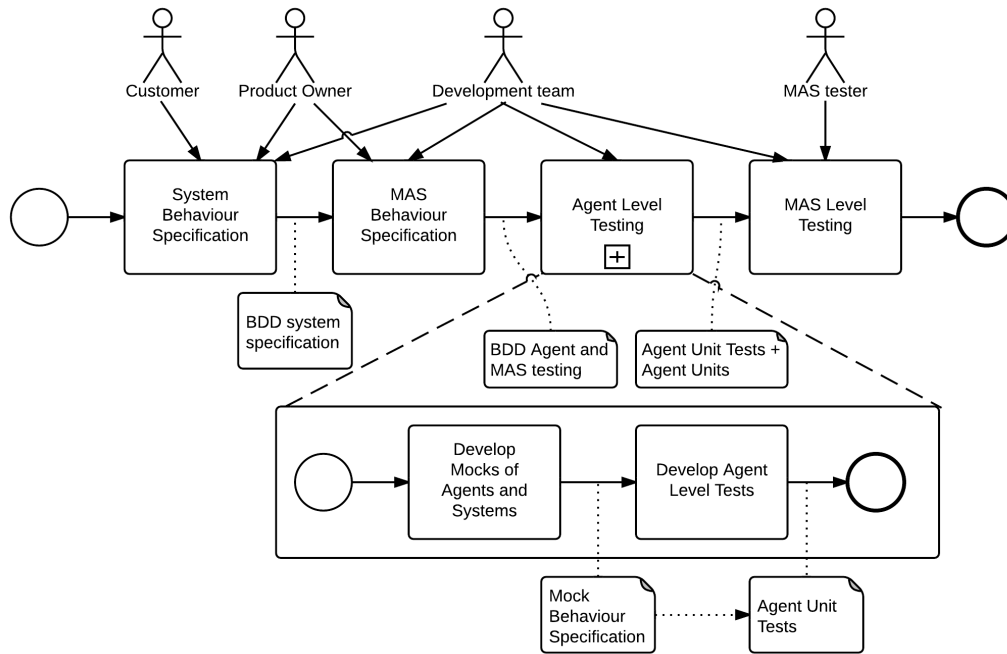 Customer
Product Owner
Development team
MAS tester
System
Behaviour
Specification
MAS
Behaviour
Specification
Agent Level
Testing
MAS Level
Testing
BDD system
specification
BDD Agent and
MAS testing
Agent Unit Tests +
Agent Units
Develop
Mocks of
Agents and
Systems
Develop Agent
Level Tests
Mock
Behaviour
Specification
Agent Unit
Tests